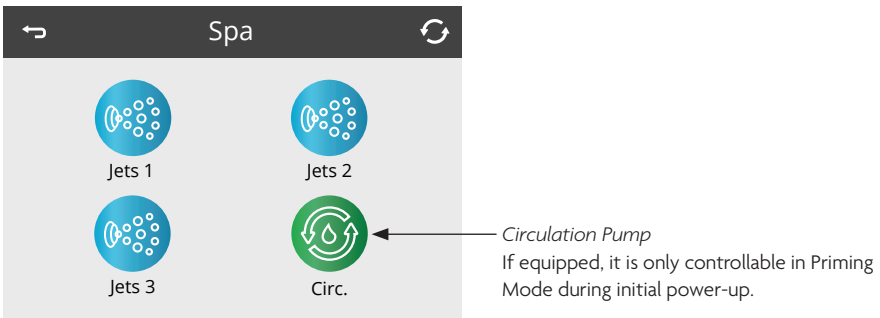 Spa
Jets 1
Jets 2
Jets 3
Circ.
Circulation Pump
If equipped, it is only controllable in Priming
Mode during initial power-up.